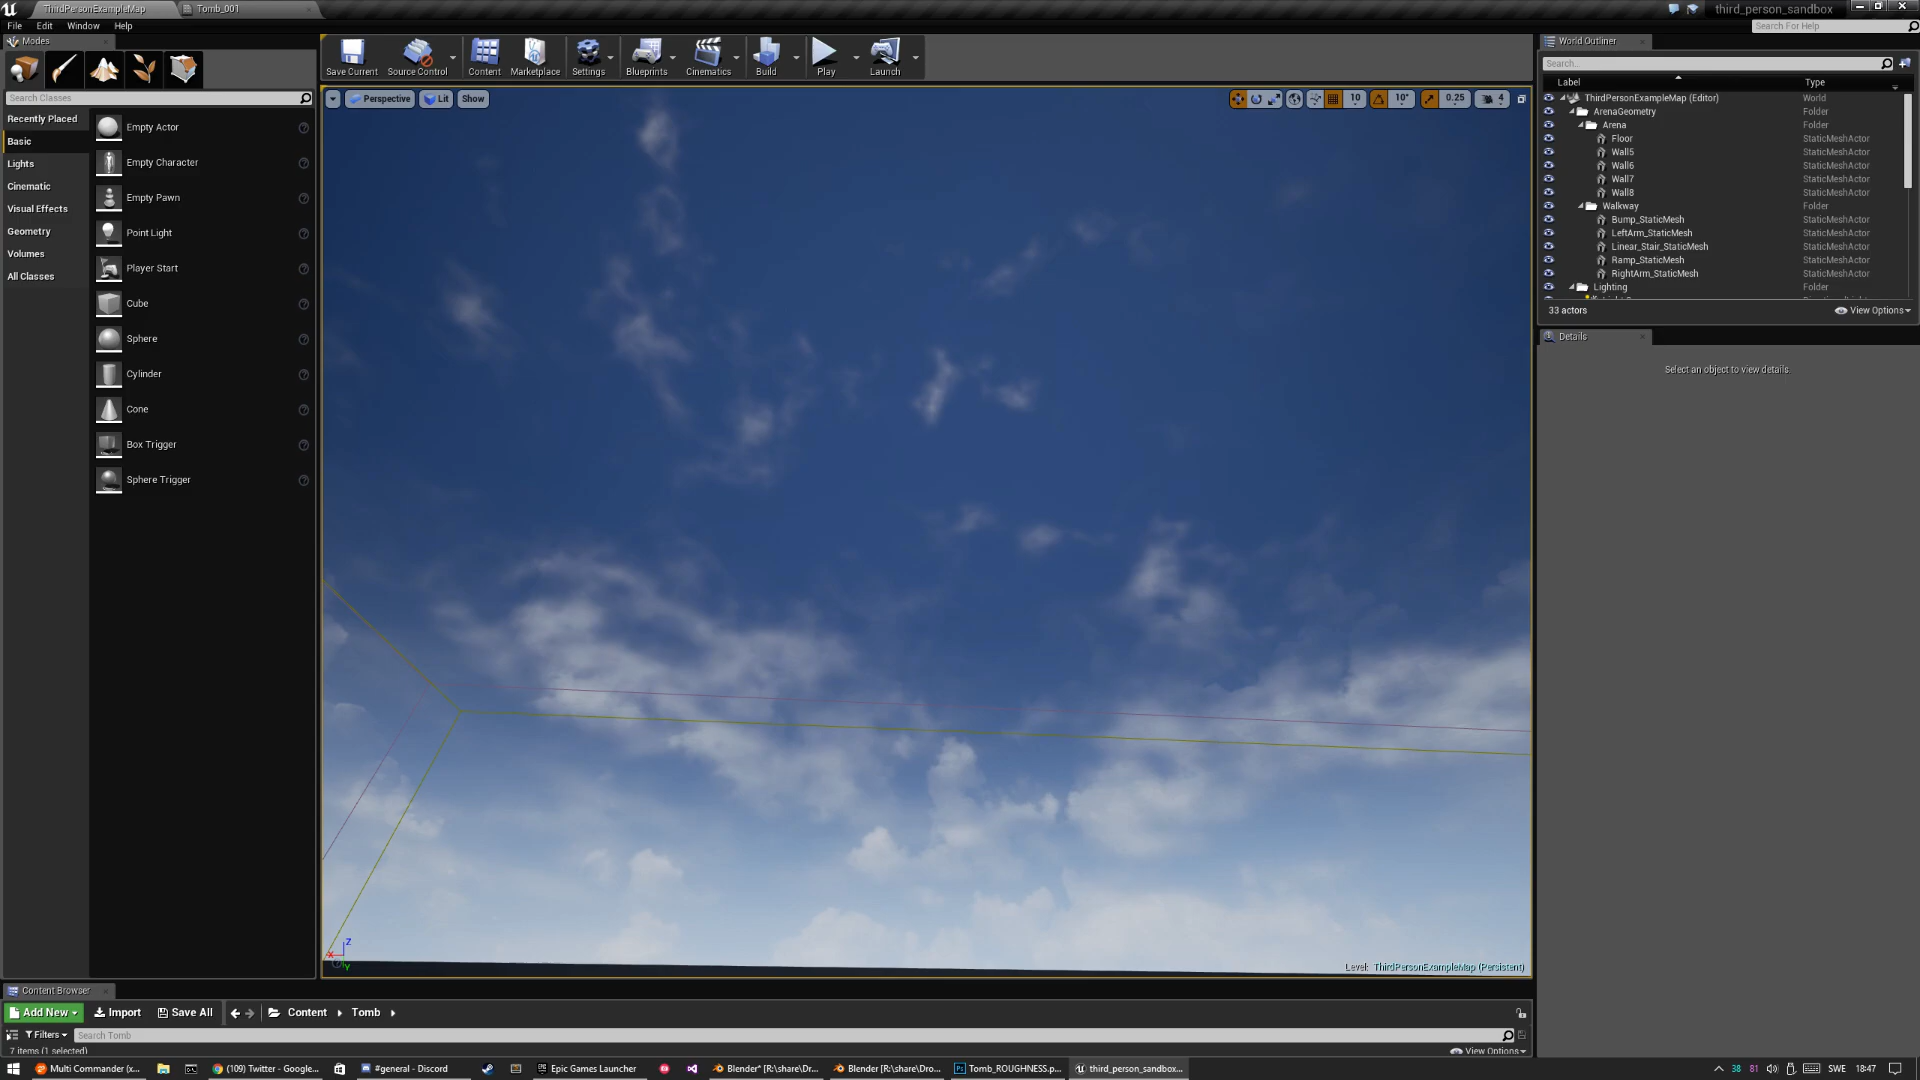 ThirdPersonExampleMap
Tomb_001
third_person_sandbox
File Edit Window Help
Search For Help
Modes
Search Classes
Recently Placed
Basic
Lights
Cinematic
Visual Effects
Geometry
Volumes
All Classes
Empty Actor
Empty Character
Empty Pawn
Point Light
Player Start
Cube
Sphere
Cylinder
Cone
Box Trigger
Sphere Trigger
Save Current
Source Control
Content
Marketplace
Settings
Blueprints
Cinematics
Build
Play
Launch
Perspective Lit Show
10 10° 0.25 4
Z
X
Y
Level: ThirdPersonExampleMap (Persistent)
World Outliner
Search...
Label Type
ThirdPersonExampleMap (Editor) World
ArenaGeometry Folder
Arena Folder
Floor StaticMeshActor
Wall5 StaticMeshActor
Wall6 StaticMeshActor
Wall7 StaticMeshActor
Wall8 StaticMeshActor
Walkway Folder
Bump_StaticMesh StaticMeshActor
LeftArm_StaticMesh StaticMeshActor
Linear_Stair_StaticMesh StaticMeshActor
Ramp_StaticMesh StaticMeshActor
RightArm_StaticMesh StaticMeshActor
Lighting Folder
33 actors View Options
Details
Select an object to view details.
Content Browser
Add New Import Save All Content Tomb
Filters Search Tomb
7 items (1 selected) View Options
Multi Commander (x...
(109) Twitter - Google...
#general - Discord
Epic Games Launcher
Blender* [R:\share\Dr...
Blender [R:\share\Dro...
Tomb_ROUGHNESS.p...
third_person_sandbox...
38 81 SWE 18:47